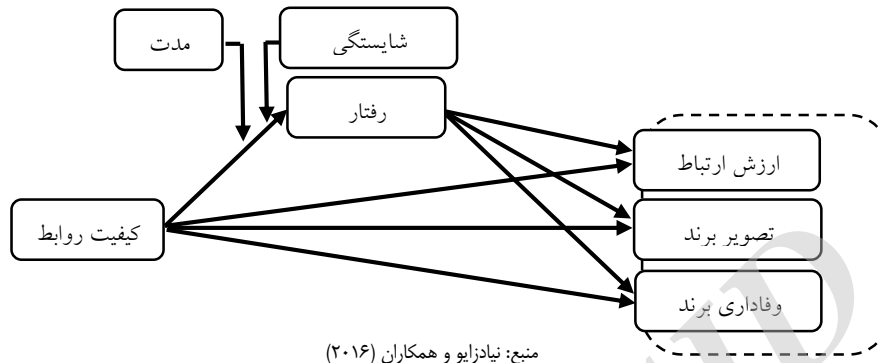 شایستگی
مدت
رفتار
ارزش ارتباط
تصویر برند
کیفیت روابط
وفاداری برند
منبع: نیادزایو و همکاران (۲۰۱۶)